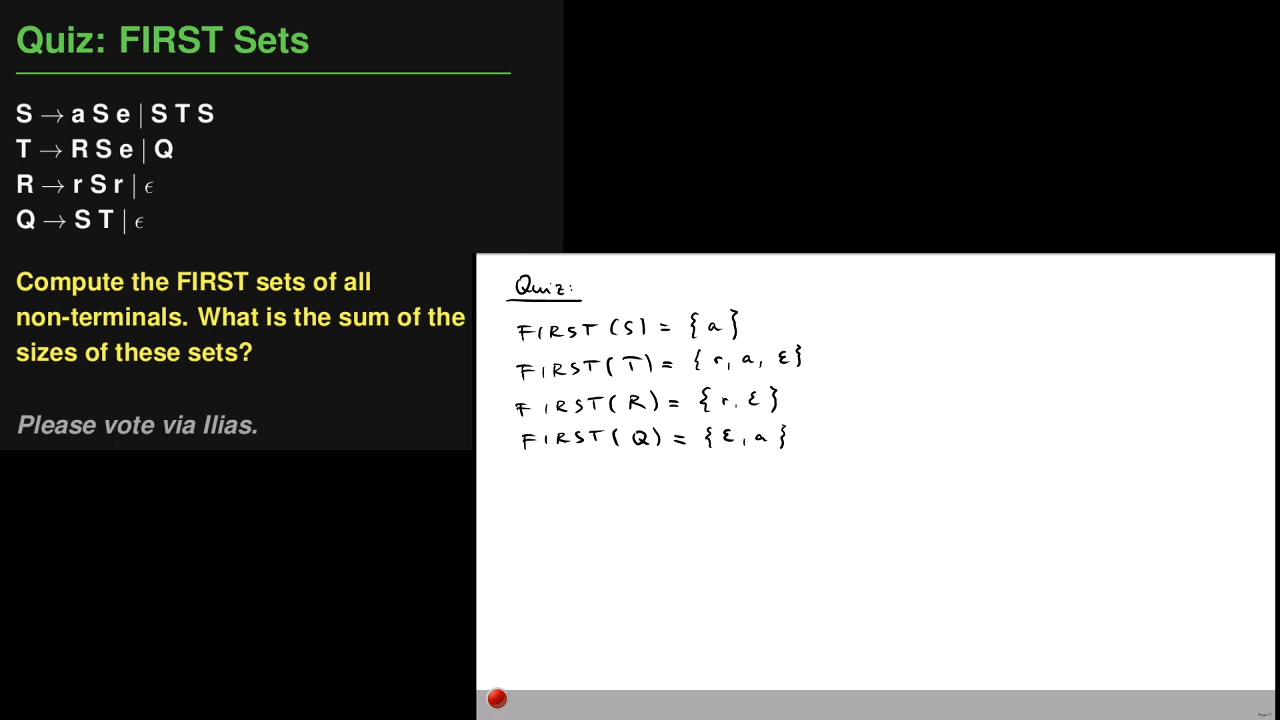 Quiz: FIRST Sets
S → a S e | S T S
T → R S e | Q
R → r S r | ϵ
Q → S T | ϵ
Compute the FIRST sets of all
non-terminals. What is the sum of the
sizes of these sets?
Please vote via Ilias.
Quiz:
FIRST (S) = { a }
FIRST ( T ) = { r, a, ε }
FIRST ( R ) = { r, ε }
FIRST ( Q ) = { ε, a }